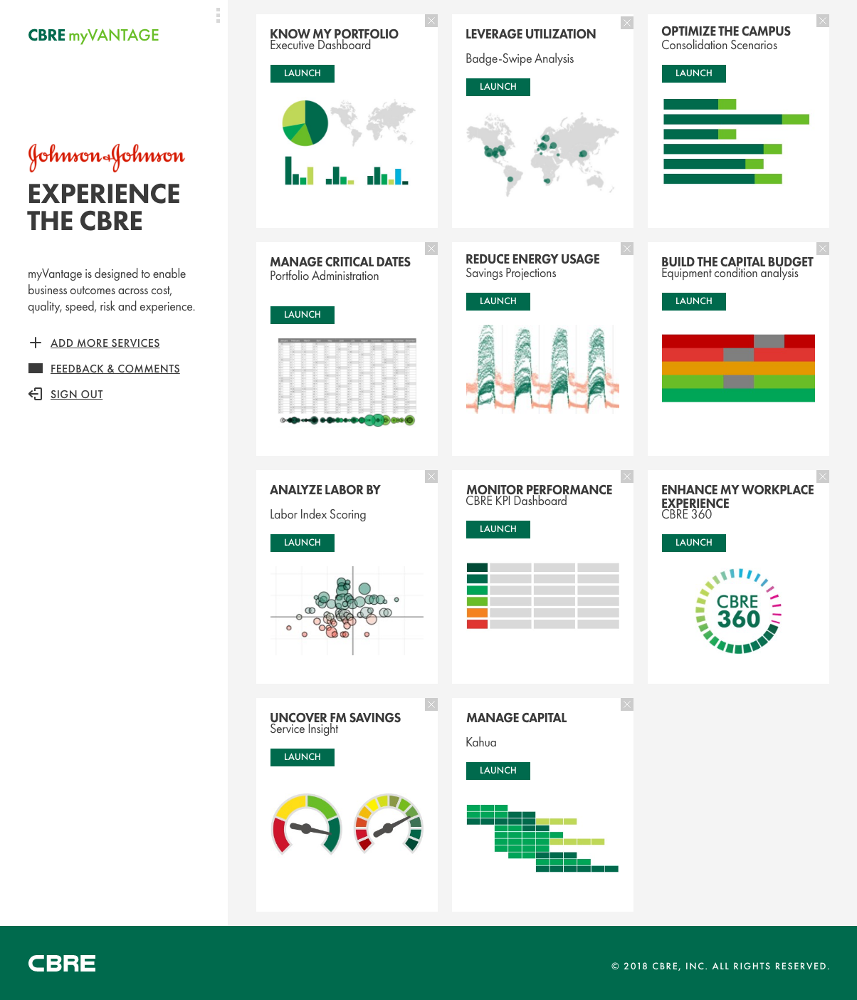 CBRE myVANTAGE
Johnson & Johnson
EXPERIENCE
THE CBRE
myVantage is designed to enable
business outcomes across cost,
quality, speed, risk and experience.
ADD MORE SERVICES
FEEDBACK & COMMENTS
SIGN OUT
KNOW MY PORTFOLIO
Executive Dashboard
LAUNCH
LEVERAGE UTILIZATION
Badge-Swipe Analysis
LAUNCH
OPTIMIZE THE CAMPUS
Consolidation Scenarios
LAUNCH
MANAGE CRITICAL DATES
Portfolio Administration
LAUNCH
REDUCE ENERGY USAGE
Savings Projections
LAUNCH
BUILD THE CAPITAL BUDGET
Equipment condition analysis
LAUNCH
ANALYZE LABOR BY
Labor Index Scoring
LAUNCH
MONITOR PERFORMANCE
CBRE KPI Dashboard
LAUNCH
ENHANCE MY WORKPLACE
EXPERIENCE
CBRE 360
LAUNCH
CBRE
360
UNCOVER FM SAVINGS
Service Insight
LAUNCH
MANAGE CAPITAL
Kahua
LAUNCH
CBRE
© 2018 CBRE, INC. ALL RIGHTS RESERVED.